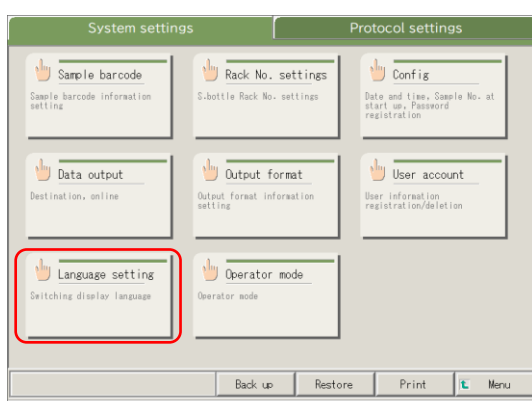 System settings
Protocol settings
Sample barcode
Sample barcode information
setting
Rack No. settings
S.bottle Rack No. settings
Config
Date and time, Sample No. at
start up, Password
registration
Data output
Destination, online
Output format
Output format information
setting
User account
User information
registration/deletion
Language setting
Switching display language
Operator mode
Operator mode
Back up
Restore
Print
Menu